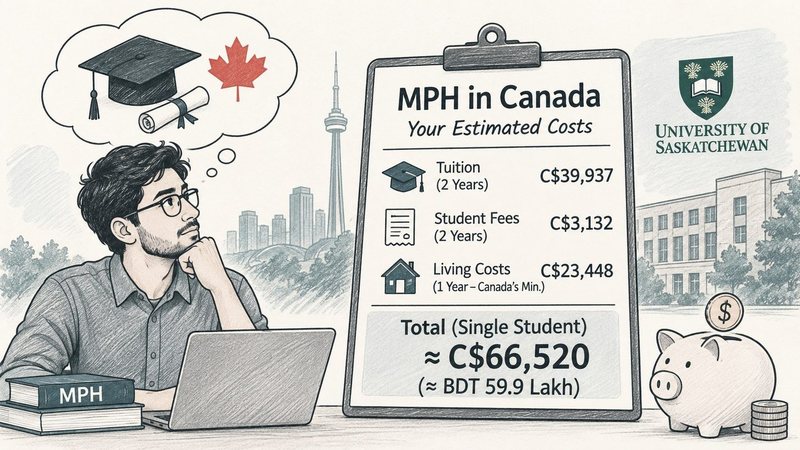 MPH in Canada
Your Estimated Costs
Tuition
(2 Years)
C$39,937
Student Fees
(2 Years)
C$3,132
Living Costs
(1 Year – Canada's Min.)
C$23,448
Total (Single Student)
≈ C$66,520
(≈ BDT 59.9 Lakh)
UNIVERSITY OF
SASKATCHEWAN
MPH
$